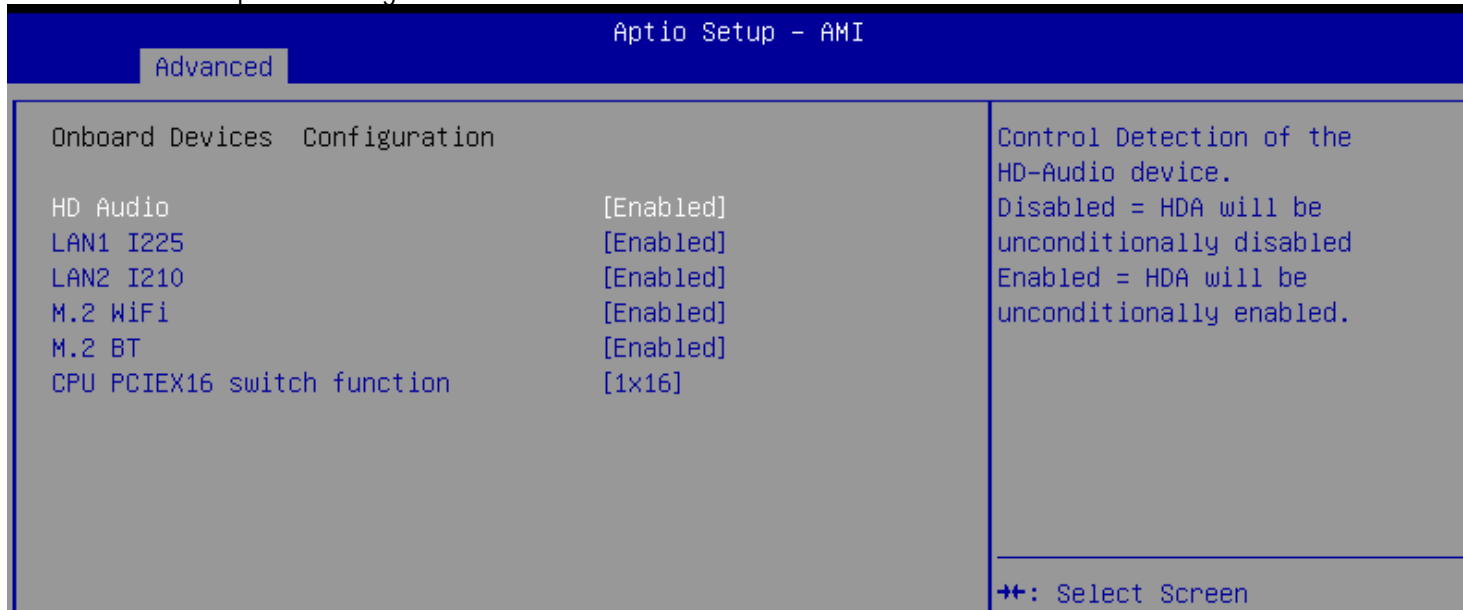 Aptio Setup - AMI
Advanced
Onboard Devices Configuration
HD Audio [Enabled]
LAN1 I225 [Enabled]
LAN2 I210 [Enabled]
M.2 WiFi [Enabled]
M.2 BT [Enabled]
CPU PCIEX16 switch function [1x16]
Control Detection of the
HD-Audio device.
Disabled = HDA will be
unconditionally disabled
Enabled = HDA will be
unconditionally enabled.
→←: Select Screen